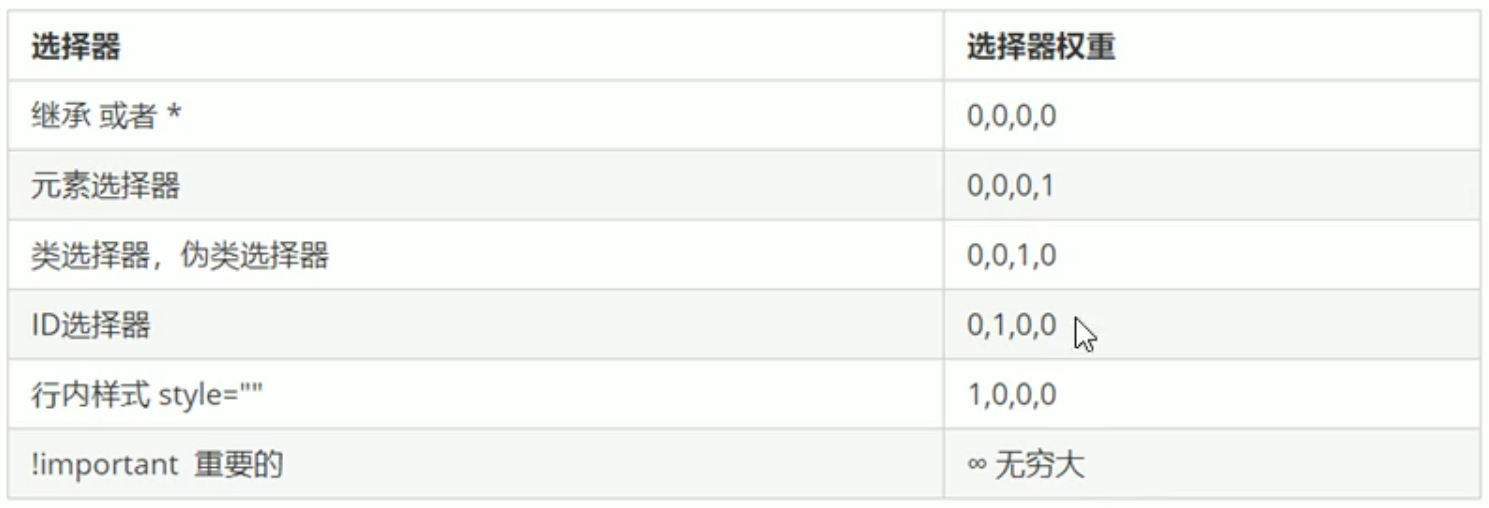 选择器 选择器权重
继承 或者 * 0,0,0,0
元素选择器 0,0,0,1
类选择器，伪类选择器 0,0,1,0
ID选择器 0,1,0,0
行内样式 style="" 1,0,0,0
!important 重要的 ∞ 无穷大